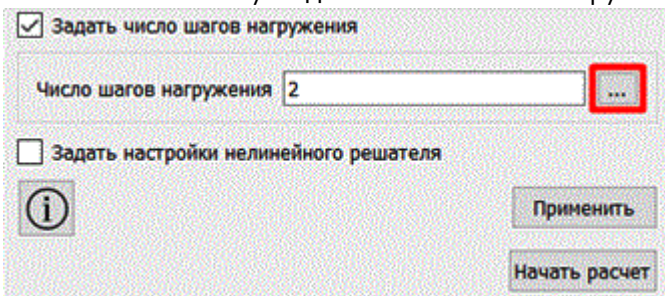 Задать число шагов нагружения
Число шагов нагружения 2 ...
Задать настройки нелинейного решателя
Применить
Начать расчет